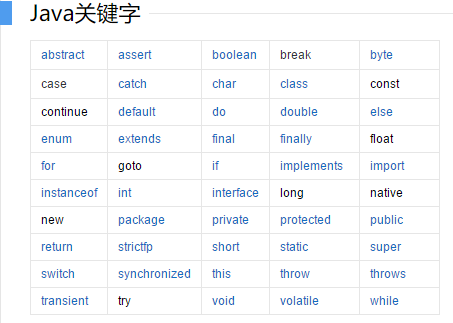 Java关键字
abstract assert boolean break byte
case catch char class const
continue default do double else
enum extends final finally float
for goto if implements import
instanceof int interface long native
new package private protected public
return strictfp short static super
switch synchronized this throw throws
transient try void volatile while